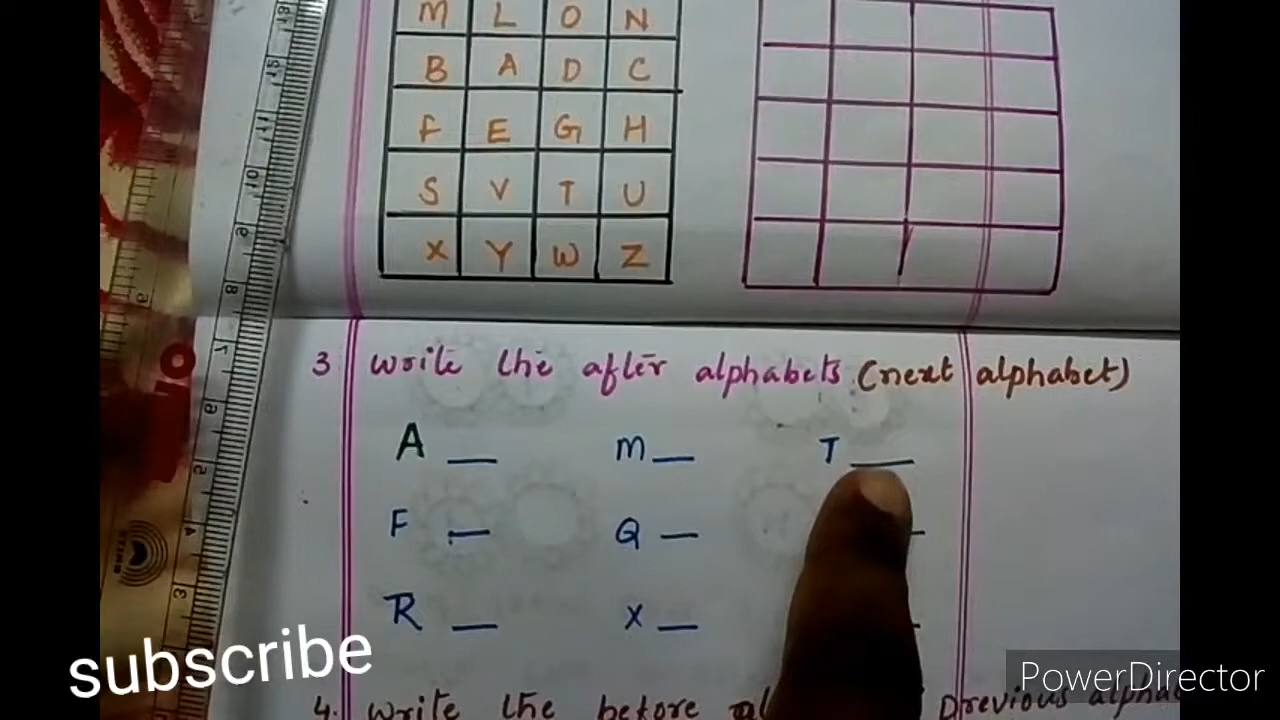 M L O N
B A D C
F E G H
S V T U
X Y W Z
3 Write the after alphabets (next alphabet)
A __ M __ T __
F __ Q __
R __ X __
subscribe
PowerDirector
4. Write the before previous